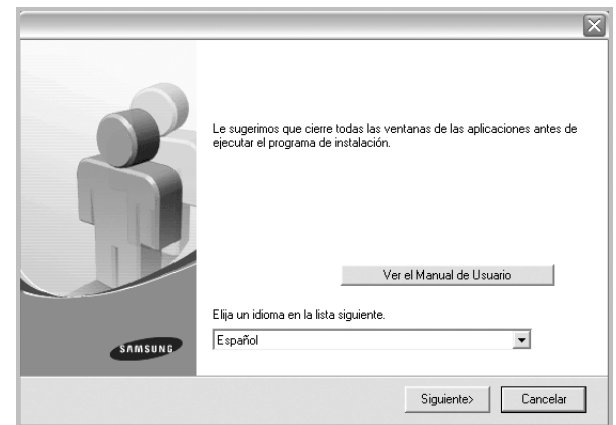 Le sugerimos que cierre todas las ventanas de las aplicaciones antes de
ejecutar el programa de instalación.
Ver el Manual de Usuario
Elija un idioma en la lista siguiente.
Español
SAMSUNG
Siguiente>
Cancelar